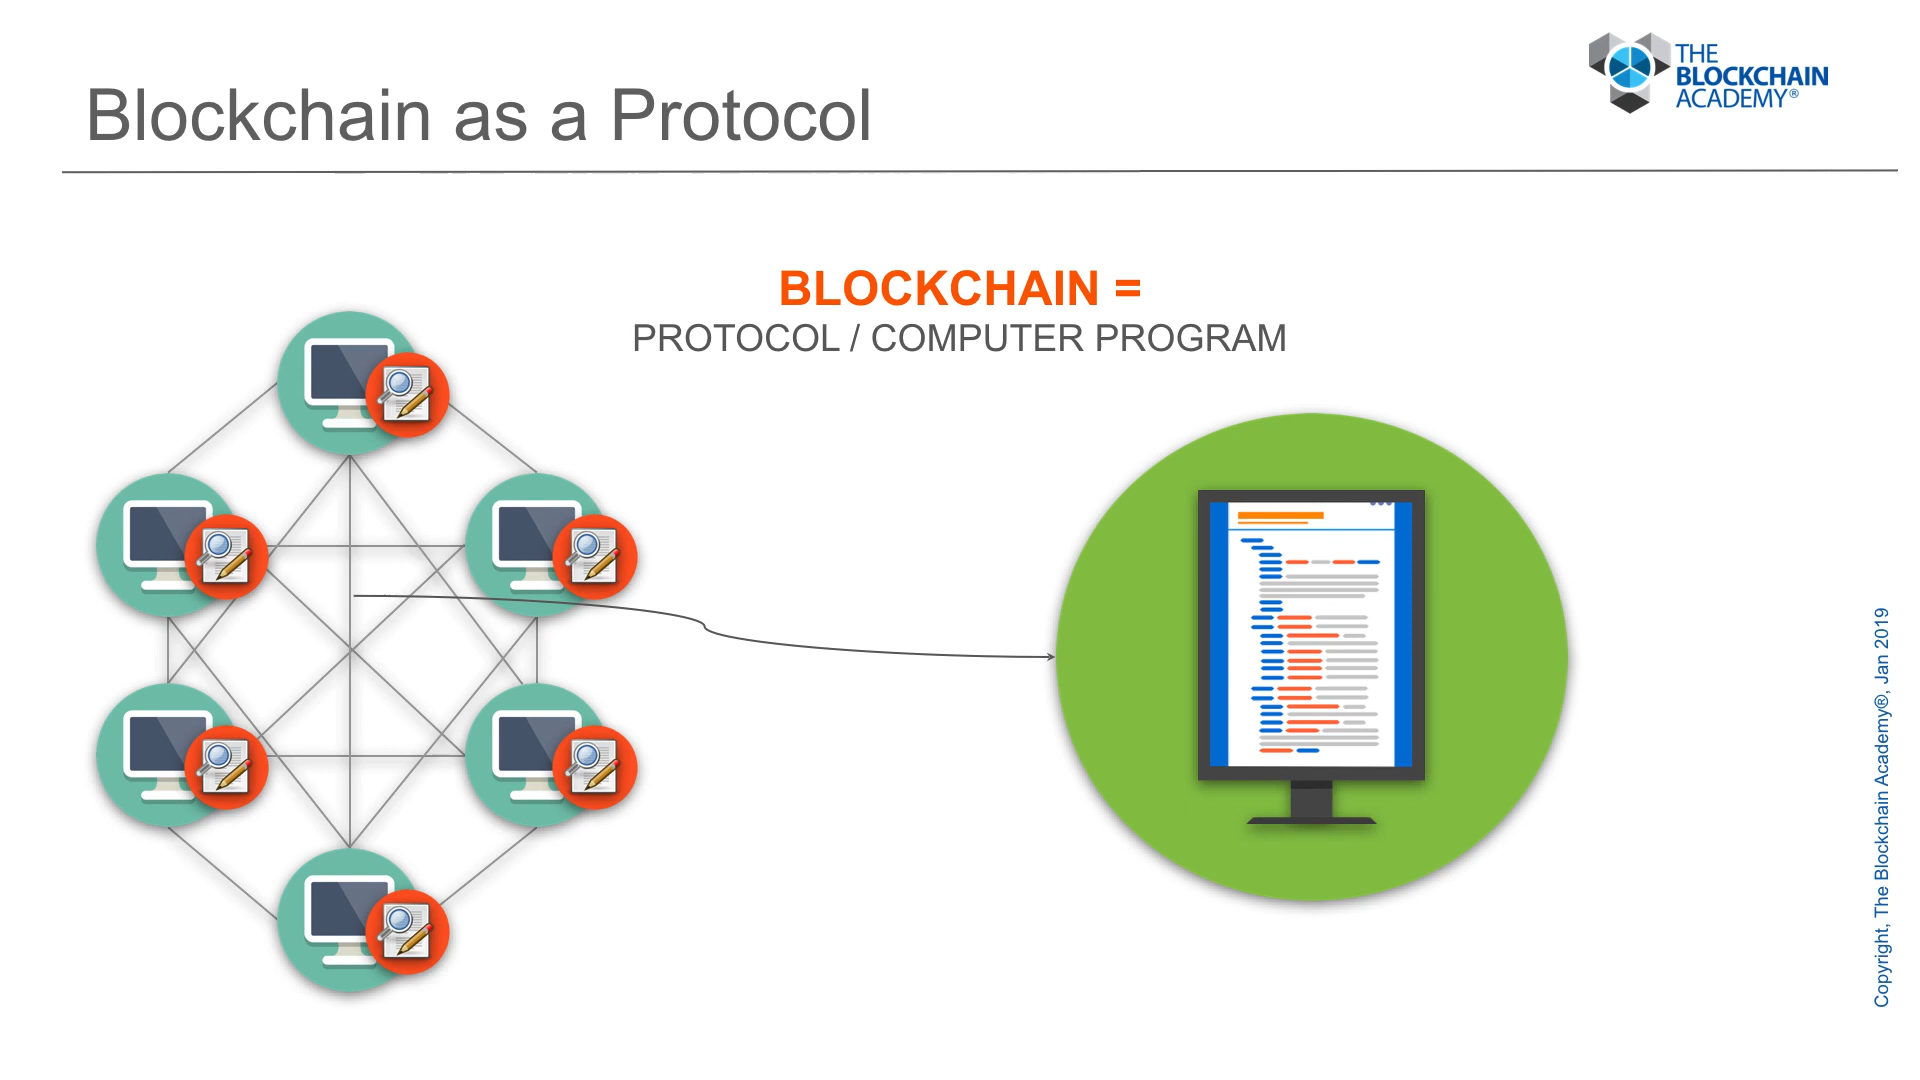 Blockchain as a Protocol
THE
BLOCKCHAIN
ACADEMY®
BLOCKCHAIN =
PROTOCOL / COMPUTER PROGRAM
Copyright, The Blockchain Academy®, Jan 2019